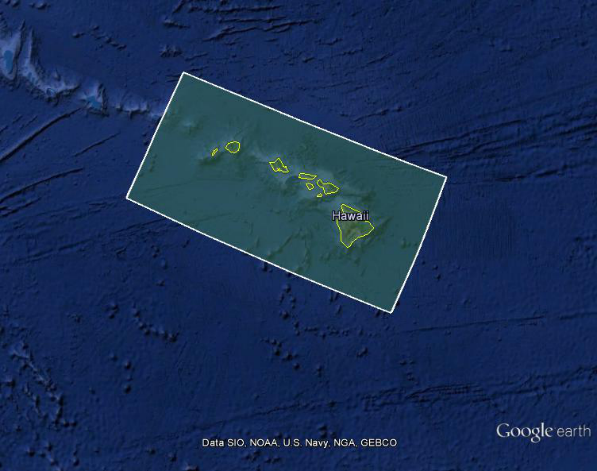 Hawaii
Google earth
Data SIO, NOAA, U.S. Navy, NGA, GEBCO